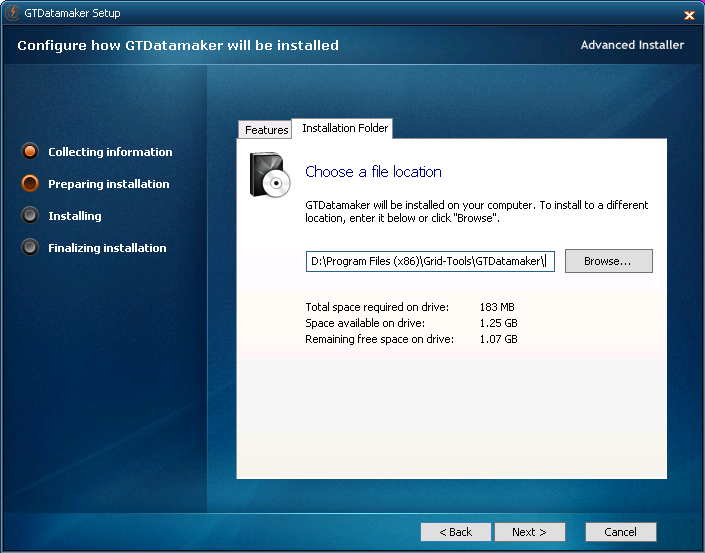 GTDatamaker Setup
Configure how GTDatamaker will be installed
Advanced Installer
Collecting information
Preparing installation
Installing
Finalizing installation
Features
Installation Folder
Choose a file location
GTDatamaker will be installed on your computer. To install to a different
location, enter it below or click "Browse".
D:\Program Files (x86)\Grid-Tools\GTDatamaker\
Browse...
Total space required on drive: 183 MB
Space available on drive: 1.25 GB
Remaining free space on drive: 1.07 GB
< Back
Next >
Cancel